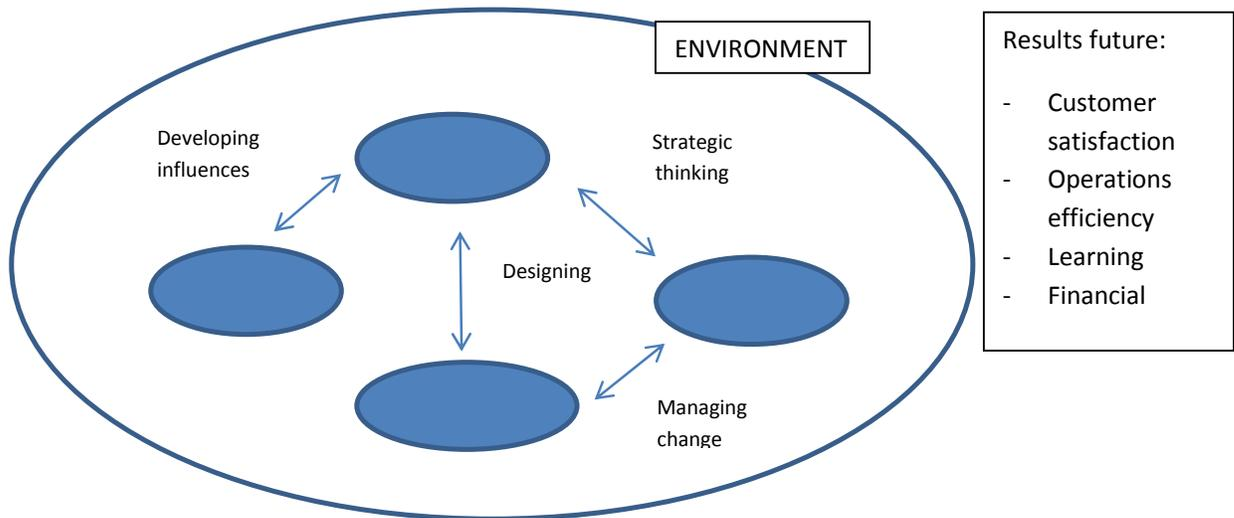 ENVIRONMENT
Results future:
- Customer
satisfaction
- Operations
efficiency
- Learning
- Financial
Developing
influences
Strategic
thinking
Designing
Managing
change